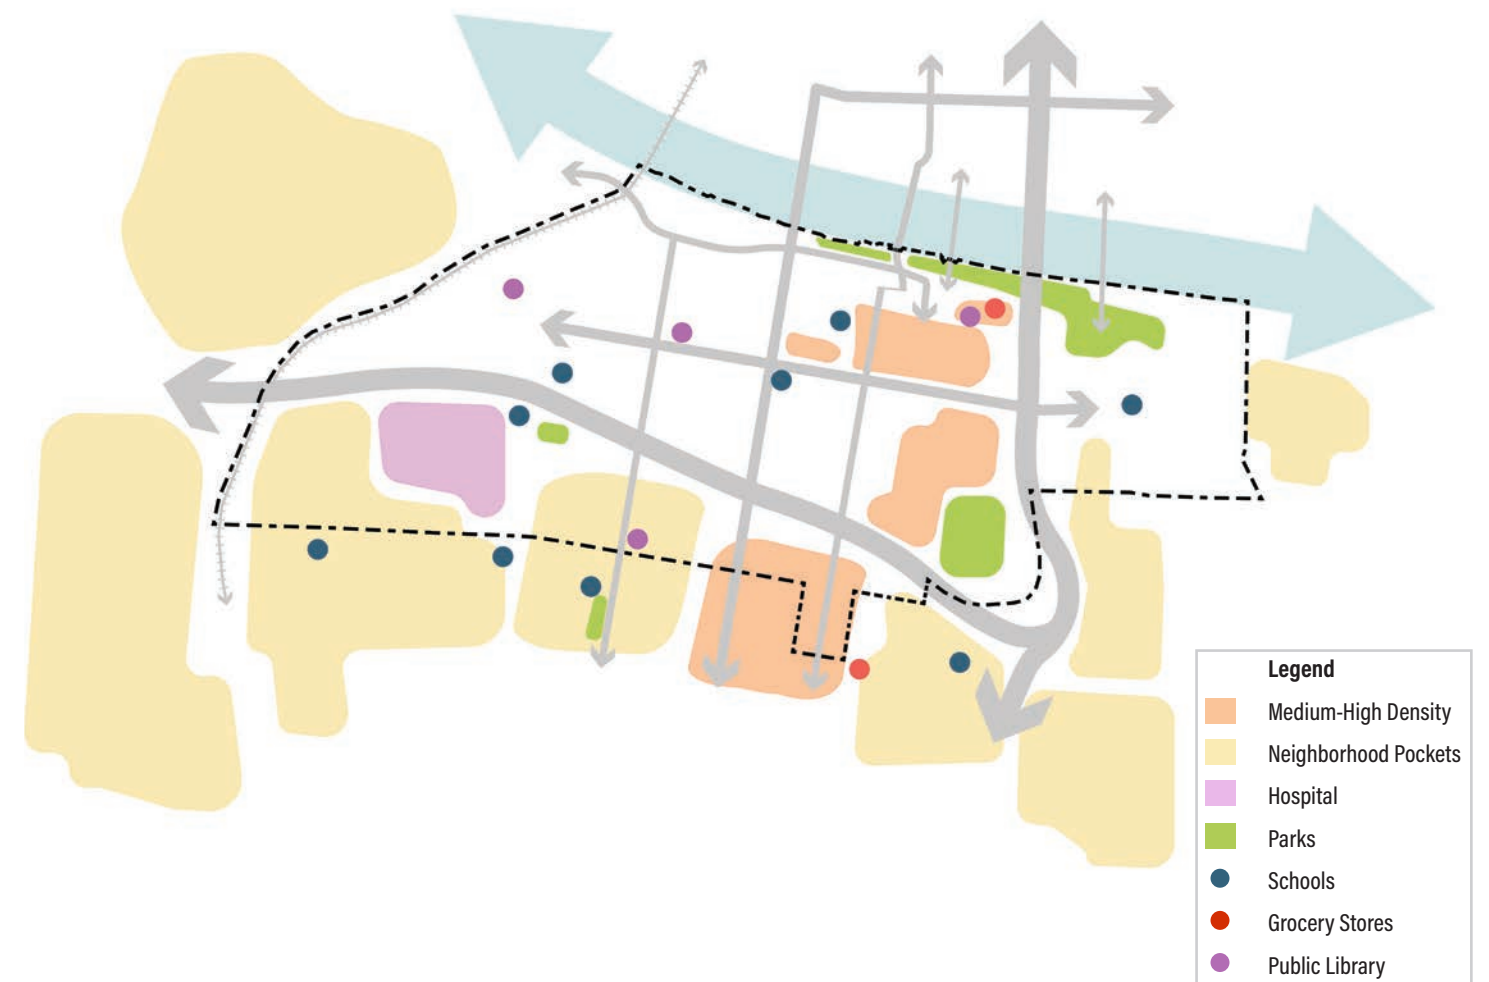 Legend
Medium-High Density
Neighborhood Pockets
Hospital
Parks
Schools
Grocery Stores
Public Library